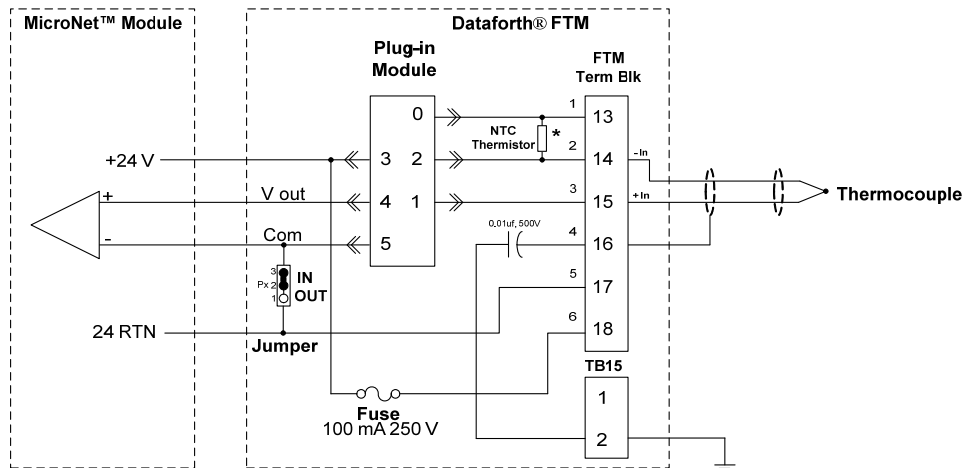 MicroNet™ Module
Dataforth® FTM
Plug-in
Module
FTM
Term Blk
0
1
13
NTC
Thermistor
*
+24 V
3
2
2
14
-In
+
V out
4
1
3
15
+In
Thermocouple
0.01uf, 500V
-
Com
5
4
16
3
Px 2
1
IN
OUT
5
17
24 RTN
Jumper
6
18
TB15
Fuse
100 mA 250 V
1
2